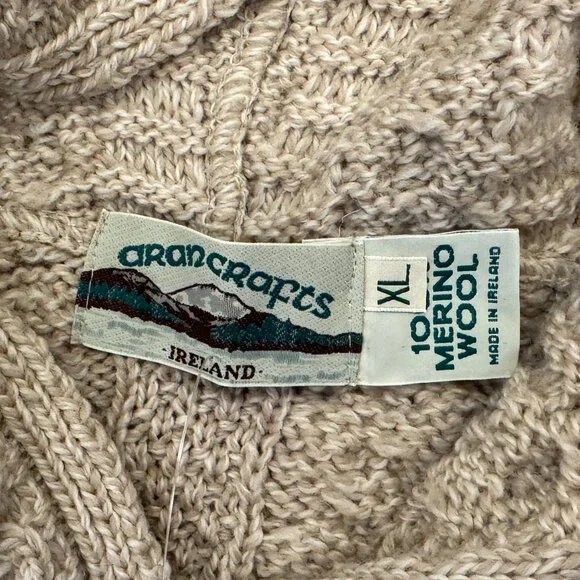 arancrafts
·IRELAND·
XL
MERINO
WOOL
MADE IN IRELAND